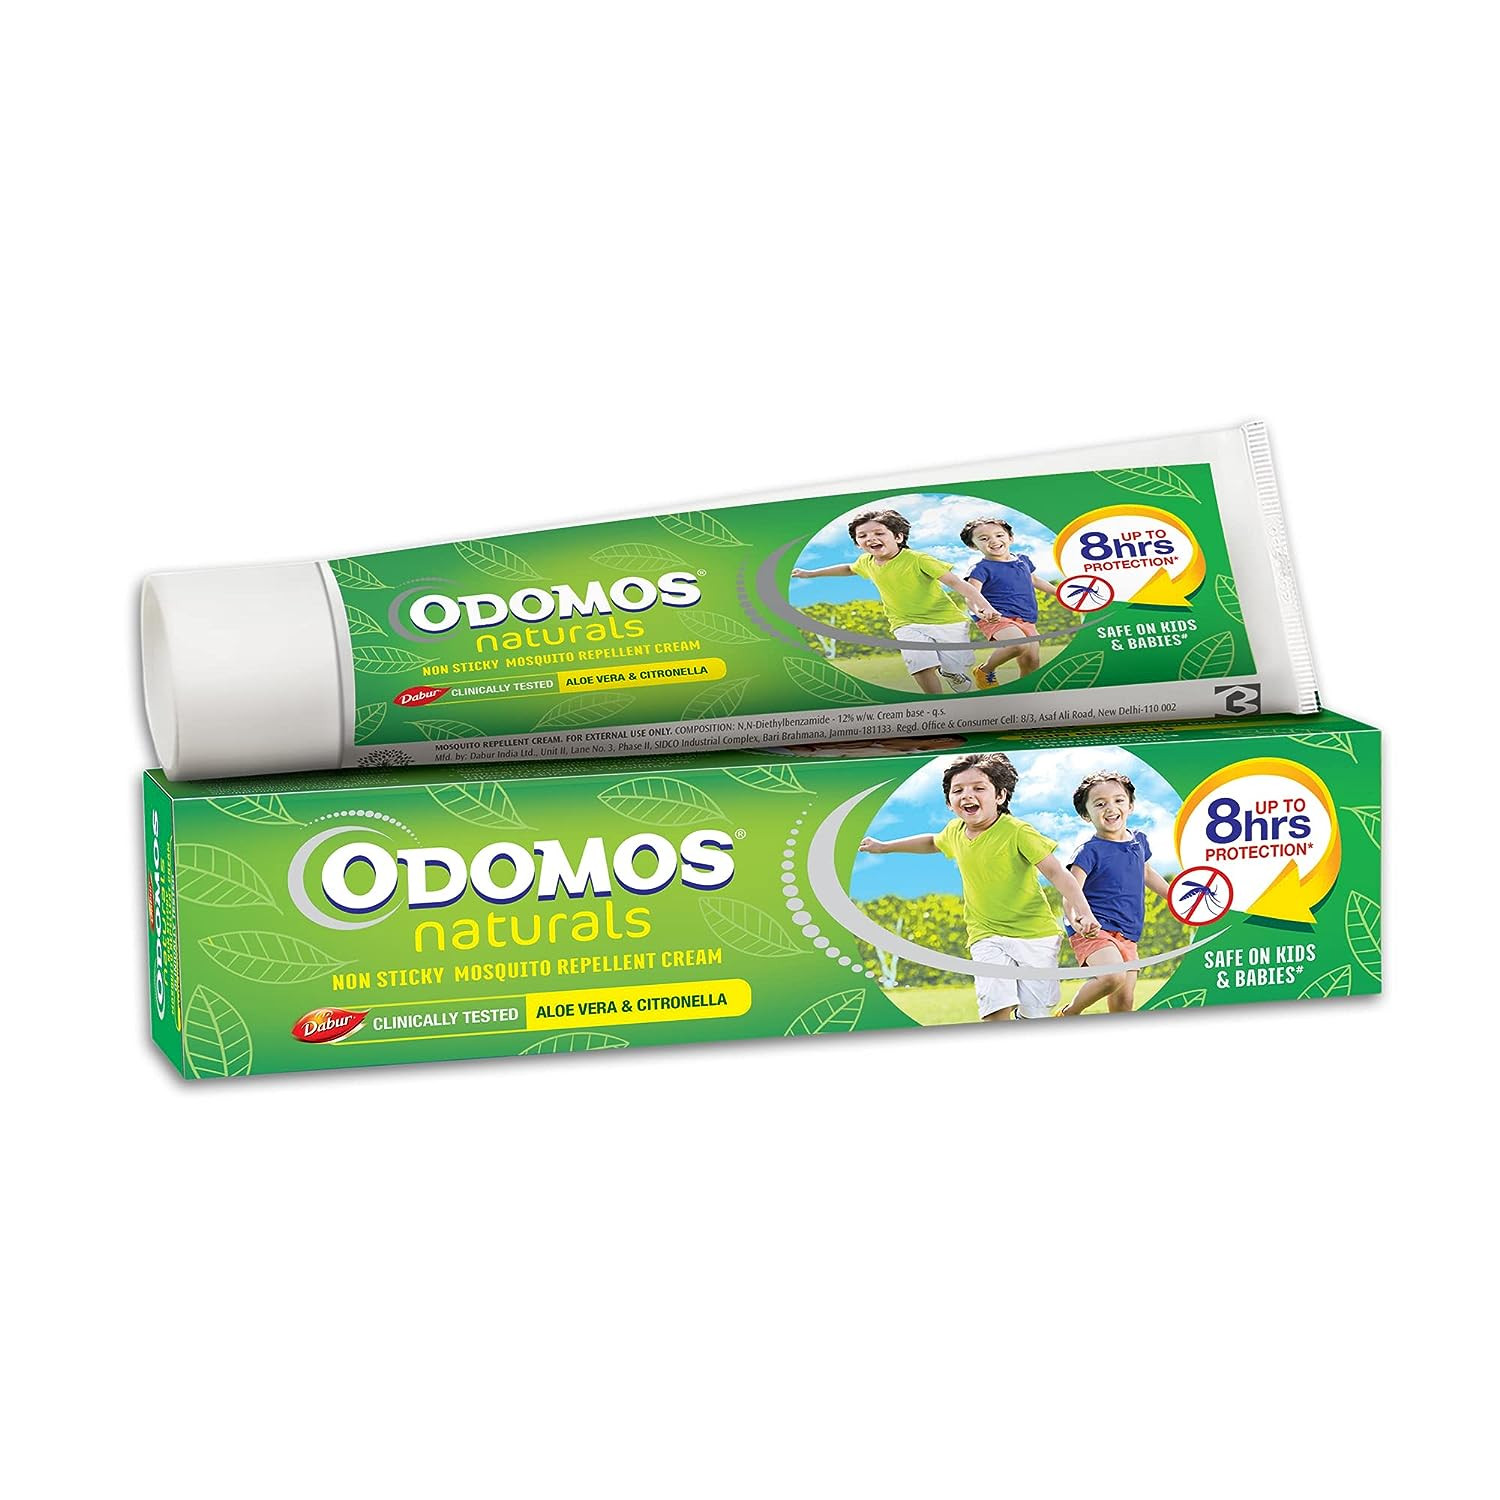 ODOMOS®
naturals
NON STICKY MOSQUITO REPELLENT CREAM
Dabur CLINICALLY TESTED ALOE VERA & CITRONELLA
UP TO
8hrs
PROTECTION*
SAFE ON KIDS
& BABIES#
MOSQUITO REPELLENT CREAM. FOR EXTERNAL USE ONLY. COMPOSITION: N,N-Diethylbenzamide - 12% w/w. Cream base - q.s.
Mfd. by: Dabur India Ltd., Unit II, Lane No. 3, Phase II, SIDCO Industrial Complex, Bari Brahmana, Jammu-181133. Regd. Office & Consumer Cell: 8/3, Asaf Ali Road, New Delhi-110 002
ODOMOS®
naturals
NON STICKY MOSQUITO REPELLENT CREAM
Dabur CLINICALLY TESTED ALOE VERA & CITRONELLA
UP TO
8hrs
PROTECTION*
SAFE ON KIDS
& BABIES#
ODOMOS
naturals